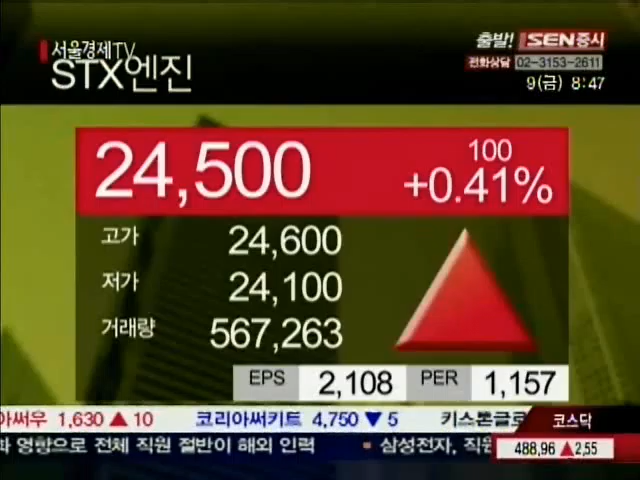 서울경제TV
STX엔진
출발! SEN증시
전화상담 02-3153-2611
9(금) 8:47
24,500 100 +0.41%
고가 24,600
저가 24,100
거래량 567,263
EPS 2,108 PER 1,157
아써우 1,630 ▲ 10 코리아써키트 4,750 ▼ 5 키스톤글로 코스닥
화 영향으로 전체 직원 절반이 해외 인력 ▪ 삼성전자, 직원 488,96 ▲2,55